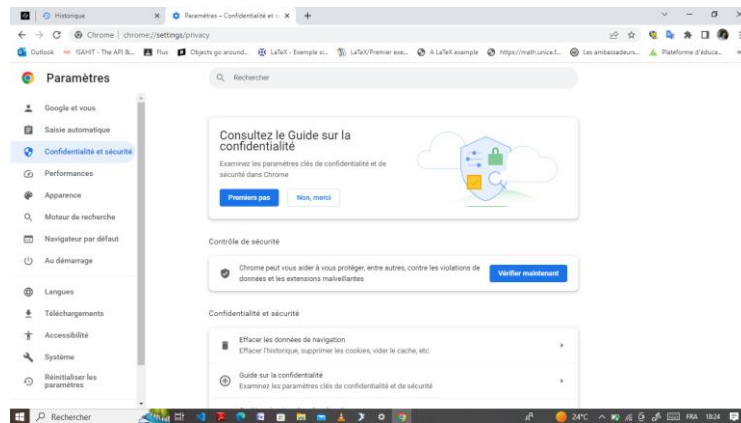 Historique
Paramètres – Confidentialité et s
Chrome | chrome://settings/privacy
Outlook
GAHIT - The API &...
Flux
Objects go around...
LaTeX - Exemple si...
LaTeX/Premier exe...
A LaTeX example
https://math.unice.f...
Les ambassadeurs...
Plateforme d'éduca...
Paramètres
Rechercher
Google et vous
Saisie automatique
Confidentialité et sécurité
Performances
Apparence
Moteur de recherche
Navigateur par défaut
Au démarrage
Langues
Téléchargements
Accessibilité
Système
Réinitialiser les
paramètres
Consultez le Guide sur la
confidentialité
Examinez les paramètres clés de confidentialité et de
sécurité dans Chrome
Premiers pas
Non, merci
Contrôle de sécurité
Chrome peut vous aider à vous protéger, entre autres, contre les violations de
données et les extensions malveillantes
Vérifier maintenant
Confidentialité et sécurité
Effacer les données de navigation
Effacer l'historique, supprimer les cookies, vider le cache, etc.
Guide sur la confidentialité
Examinez les paramètres clés de confidentialité et de sécurité
Rechercher
24°C
FRA
18:24